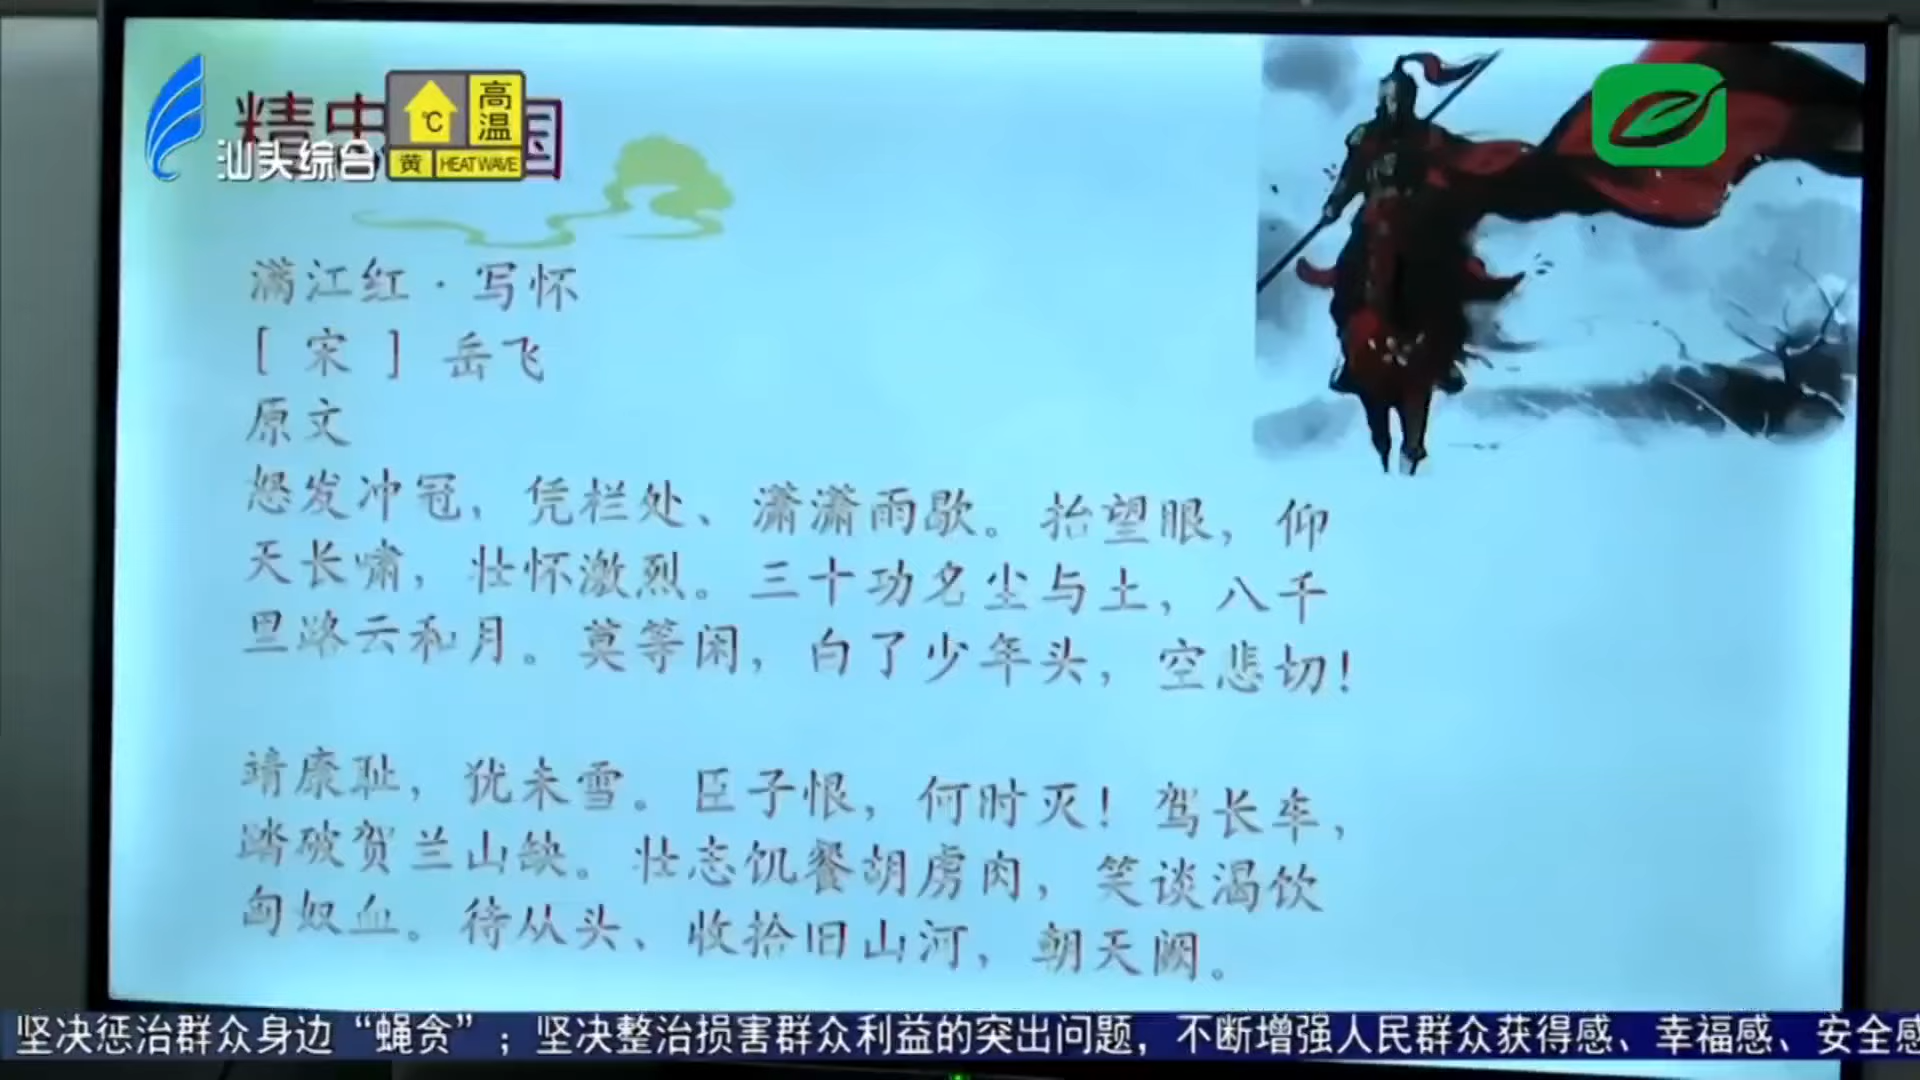 精忠 国
汕头综合
℃
高温
黄 HEAT WAVE
满江红·写怀
[宋] 岳飞
原文
怒发冲冠，凭栏处、潇潇雨歇。抬望眼，仰
天长啸，壮怀激烈。三十功名尘与土，八千
里路云和月。莫等闲，白了少年头，空悲切！
靖康耻，犹未雪。臣子恨，何时灭！驾长车，
踏破贺兰山缺。壮志饥餐胡虏肉，笑谈渴饮
匈奴血。待从头、收拾旧山河，朝天阙。
坚决惩治群众身边“蝇贪”；坚决整治损害群众利益的突出问题，不断增强人民群众获得感、幸福感、安全感